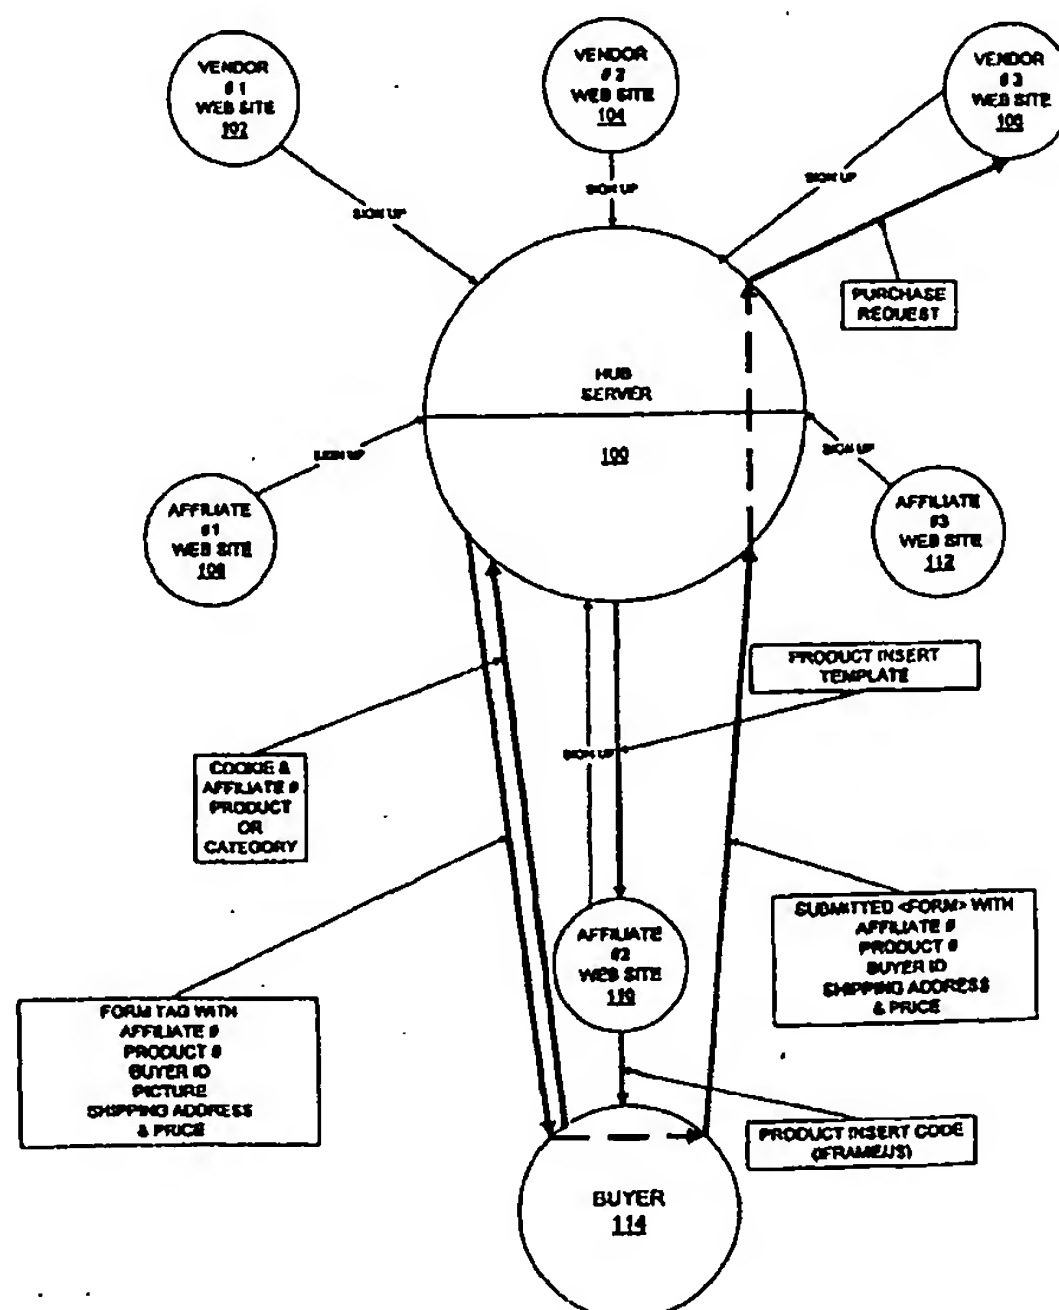 VENDOR
#1
WEB SITE
102
VENDOR
#2
WEB SITE
104
VENDOR
#3
WEB SITE
106
SIGN UP
SIGN UP
SIGN UP
PURCHASE
REQUEST
HUB
SERVER
100
SIGN UP
SIGN UP
AFFILIATE
#1
WEB SITE
108
AFFILIATE
#3
WEB SITE
112
PRODUCT INSERT
TEMPLATE
SIGN UP
COOKIE &
AFFILIATE #
PRODUCT
OR
CATEGORY
AFFILIATE
#2
WEB SITE
110
SUBMITTED <FORM> WITH
AFFILIATE #
PRODUCT #
BUYER ID
SHIPPING ADDRESS
& PRICE
FORM TAG WITH
AFFILIATE #
PRODUCT #
BUYER ID
PICTURE
SHIPPING ADDRESS
& PRICE
PRODUCT INSERT CODE
(IFRAME/JS)
BUYER
114